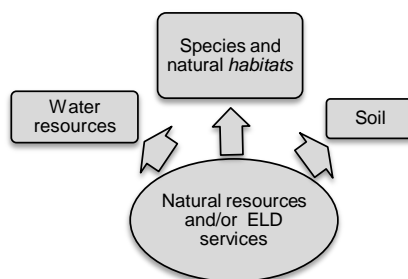 Species and
natural habitats
Water
resources
Soil
Natural resources
and/or ELD
services